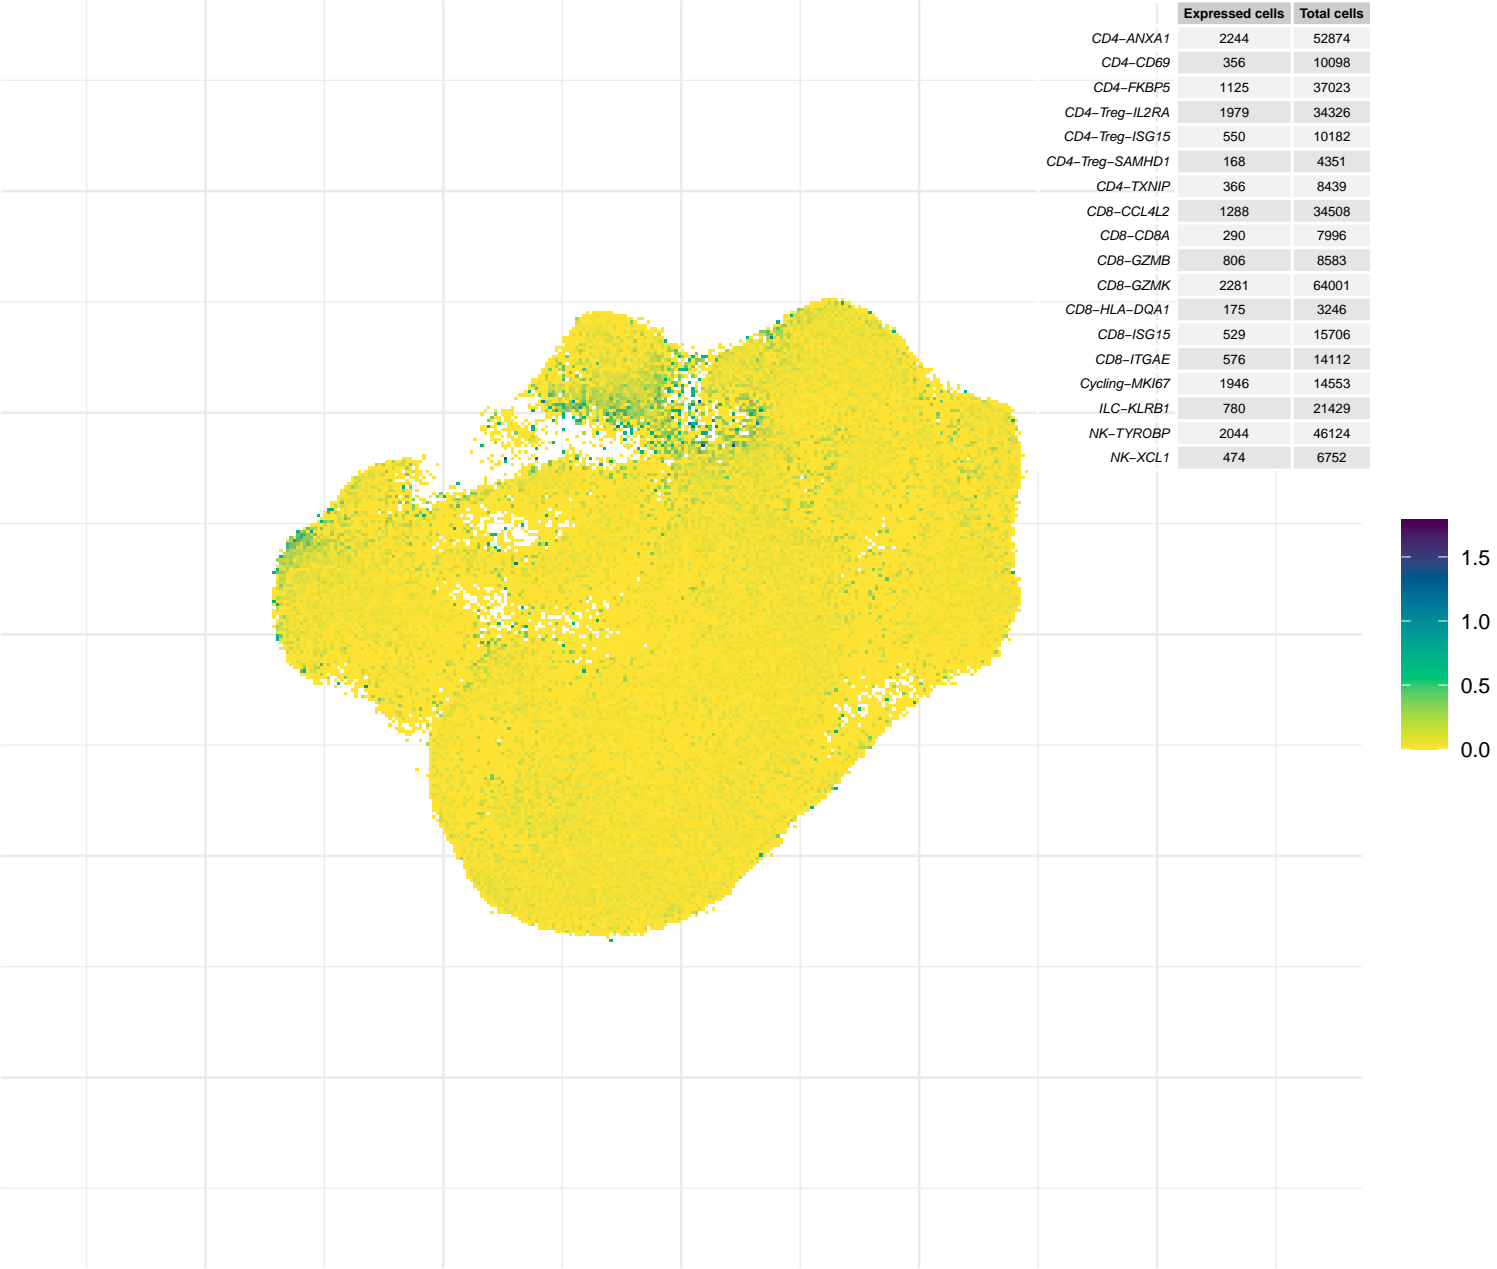 Expressed cells Total cells
CD4−ANXA1 2244 52874
CD4−CD69 356 10098
CD4−FKBP5 1125 37023
CD4−Treg−IL2RA 1979 34326
CD4−Treg−ISG15 550 10182
CD4−Treg−SAMHD1 168 4351
CD4−TXNIP 366 8439
CD8−CCL4L2 1288 34508
CD8−CD8A 290 7996
CD8−GZMB 806 8583
CD8−GZMK 2281 64001
CD8−HLA−DQA1 175 3246
CD8−ISG15 529 15706
CD8−ITGAE 576 14112
Cycling−MKI67 1946 14553
ILC−KLRB1 780 21429
NK−TYROBP 2044 46124
NK−XCL1 474 6752
1.5
1.0
0.5
0.0